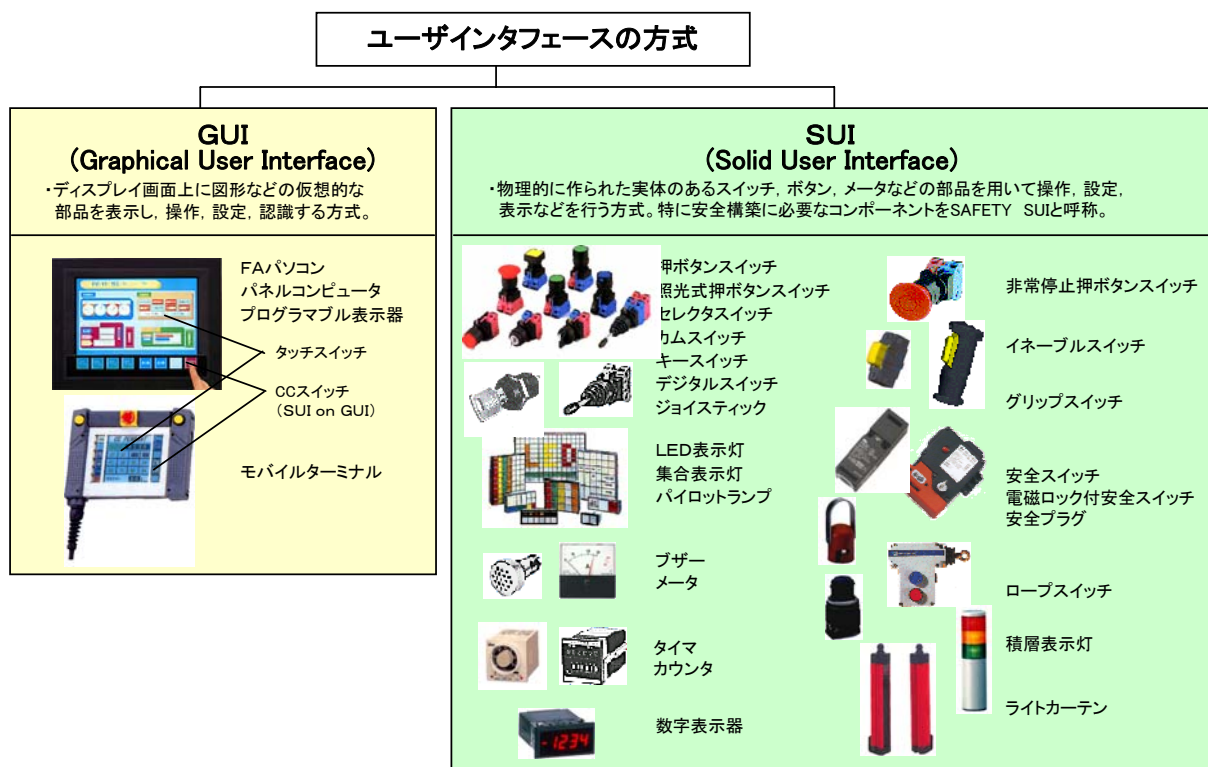 ユーザインタフェースの方式
GUI
(Graphical User Interface)
・ディスプレイ画面上に図形などの仮想的な
部品を表示し，操作，設定，認識する方式。
FAパソコン
パネルコンピュータ
プログラマブル表示器
タッチスイッチ
CCスイッチ
(SUI on GUI)
モバイルターミナル
SUI
(Solid User Interface)
・物理的に作られた実体のあるスイッチ，ボタン，メータなどの部品を用いて操作，設定，
表示などを行う方式。特に安全構築に必要なコンポーネントをSAFETY SUIと呼称。
押ボタンスイッチ
照光式押ボタンスイッチ
セレクタスイッチ
カムスイッチ
キースイッチ
デジタルスイッチ
ジョイスティック
LED表示灯
集合表示灯
パイロットランプ
ブザー
メータ
タイマ
カウンタ
数字表示器
-1234
非常停止押ボタンスイッチ
イネーブルスイッチ
グリップスイッチ
安全スイッチ
電磁ロック付安全スイッチ
安全プラグ
ロープスイッチ
積層表示灯
ライトカーテン